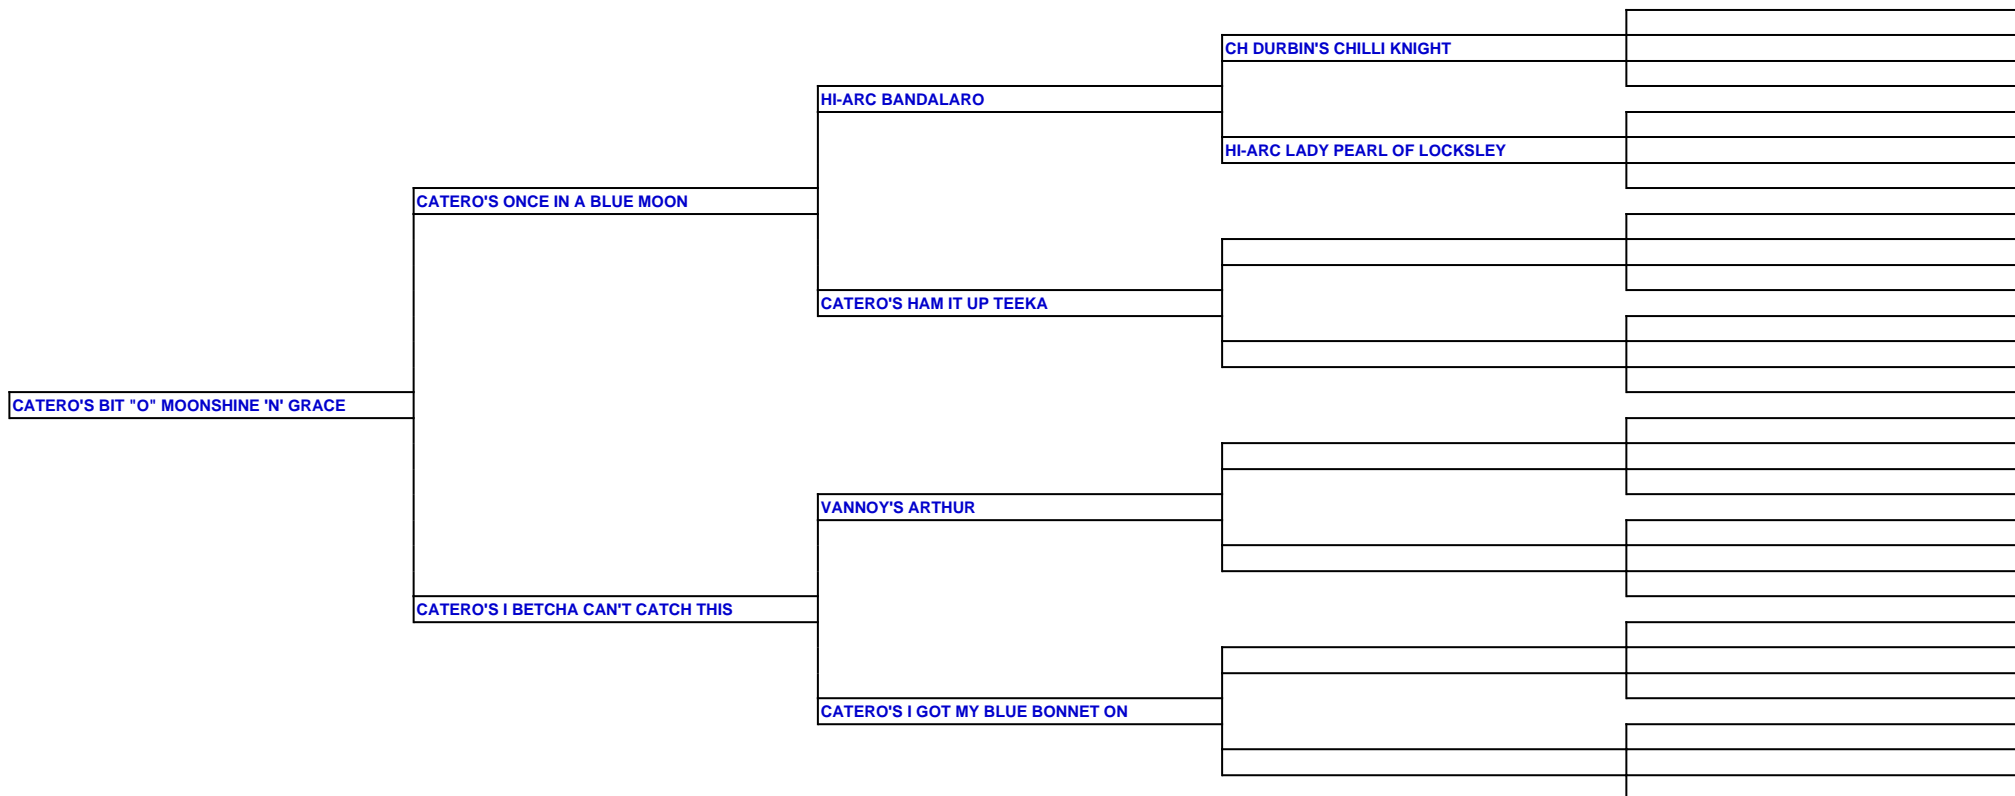 CH DURBIN'S CHILLI KNIGHT
HI-ARC BANDALARO
HI-ARC LADY PEARL OF LOCKSLEY
CATERO'S ONCE IN A BLUE MOON
CATERO'S HAM IT UP TEEKA
CATERO'S BIT "O" MOONSHINE 'N' GRACE
VANNOY'S ARTHUR
CATERO'S I BETCHA CAN'T CATCH THIS
CATERO'S I GOT MY BLUE BONNET ON